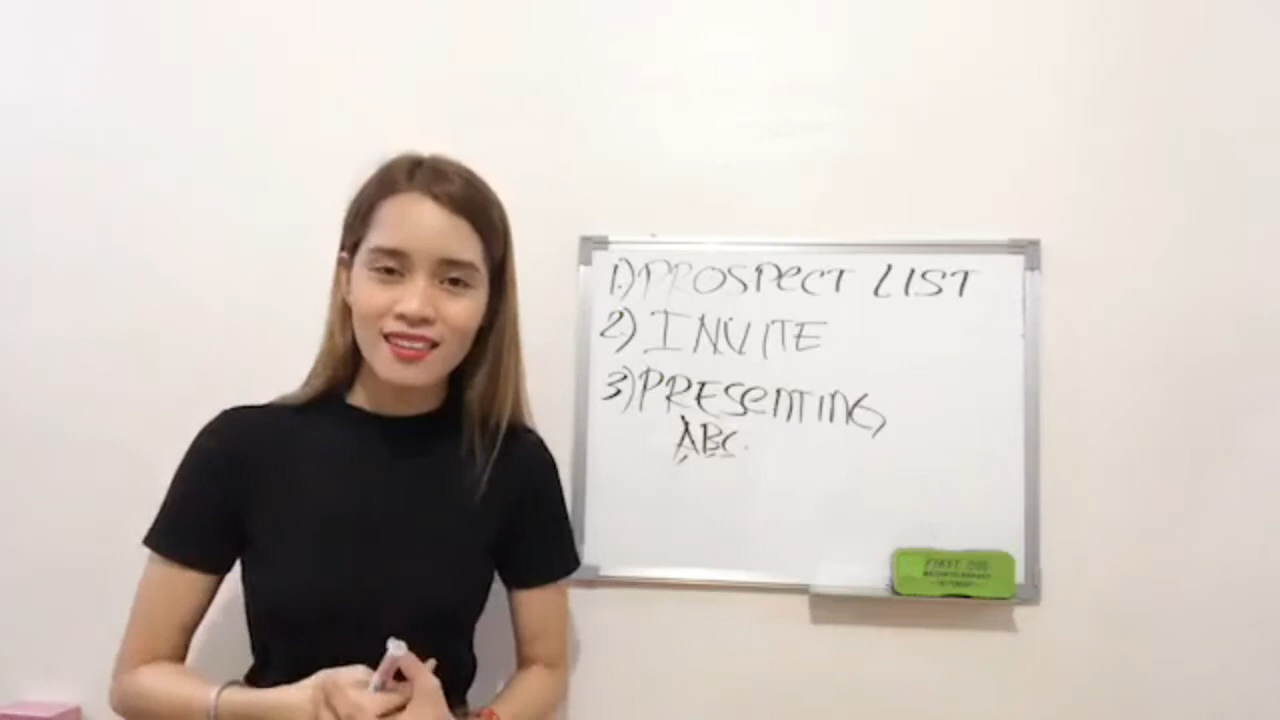 1) PROSPECT LIST
2) INVITE
3) PRESENTING
ABC.